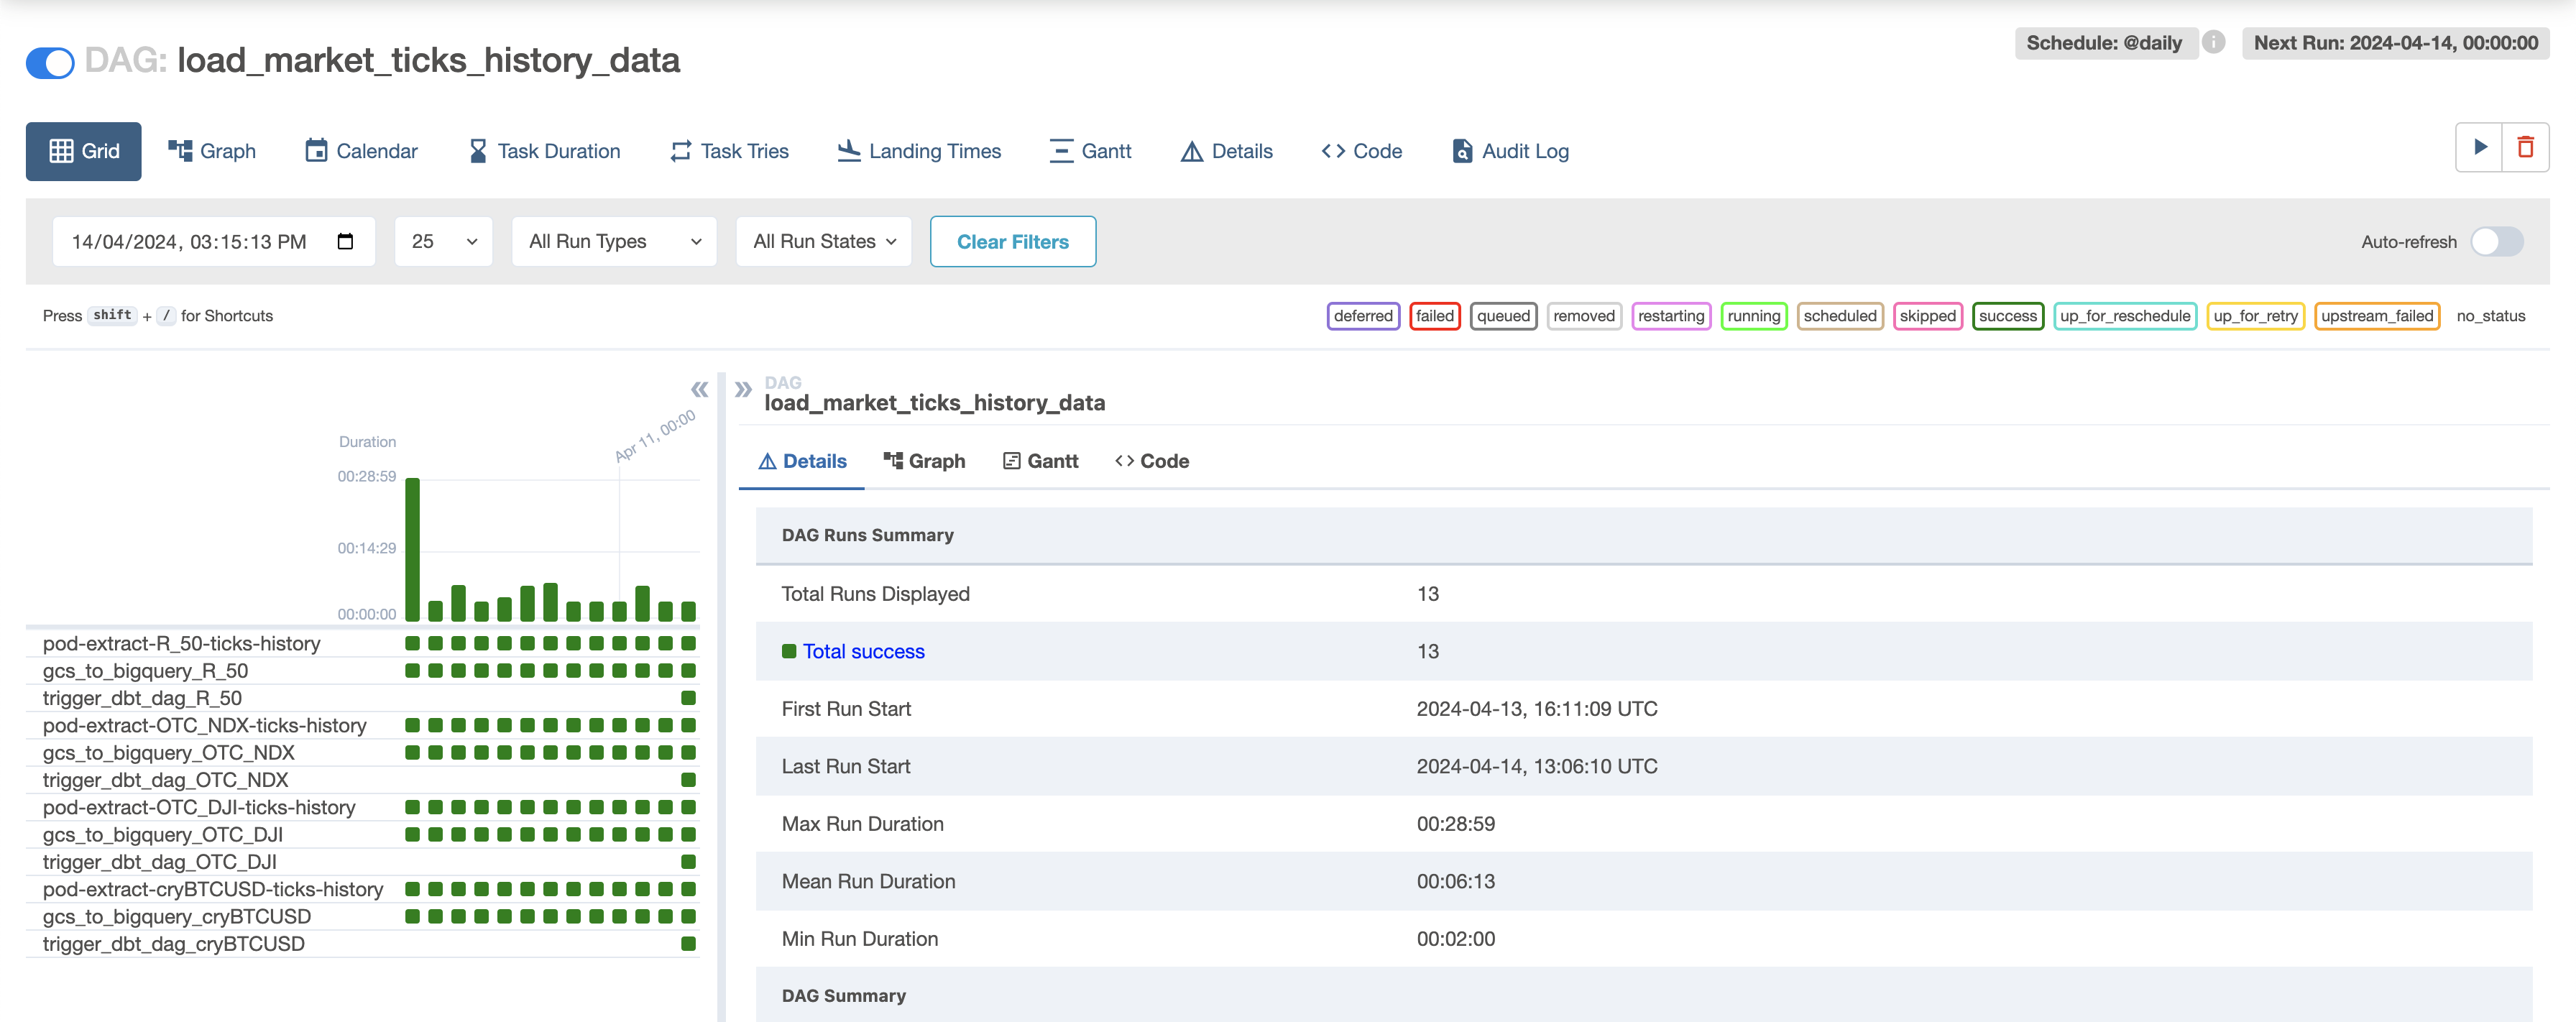 DAG: load_market_ticks_history_data
Schedule: @daily
Next Run: 2024-04-14, 00:00:00
Grid
Graph
Calendar
Task Duration
Task Tries
Landing Times
Gantt
Details
Code
Audit Log
14/04/2024, 03:15:13 PM
25
All Run Types
All Run States
Clear Filters
Auto-refresh
Press shift + / for Shortcuts
deferred
failed
queued
removed
restarting
running
scheduled
skipped
success
up_for_reschedule
up_for_retry
upstream_failed
no_status
Apr 11, 00:00
Duration
00:28:59
00:14:29
00:00:00
pod-extract-R_50-ticks-history
gcs_to_bigquery_R_50
trigger_dbt_dag_R_50
pod-extract-OTC_NDX-ticks-history
gcs_to_bigquery_OTC_NDX
trigger_dbt_dag_OTC_NDX
pod-extract-OTC_DJI-ticks-history
gcs_to_bigquery_OTC_DJI
trigger_dbt_dag_OTC_DJI
pod-extract-cryBTCUSD-ticks-history
gcs_to_bigquery_cryBTCUSD
trigger_dbt_dag_cryBTCUSD
DAG
load_market_ticks_history_data
Details
Graph
Gantt
Code
DAG Runs Summary
Total Runs Displayed 13
Total success 13
First Run Start 2024-04-13, 16:11:09 UTC
Last Run Start 2024-04-14, 13:06:10 UTC
Max Run Duration 00:28:59
Mean Run Duration 00:06:13
Min Run Duration 00:02:00
DAG Summary